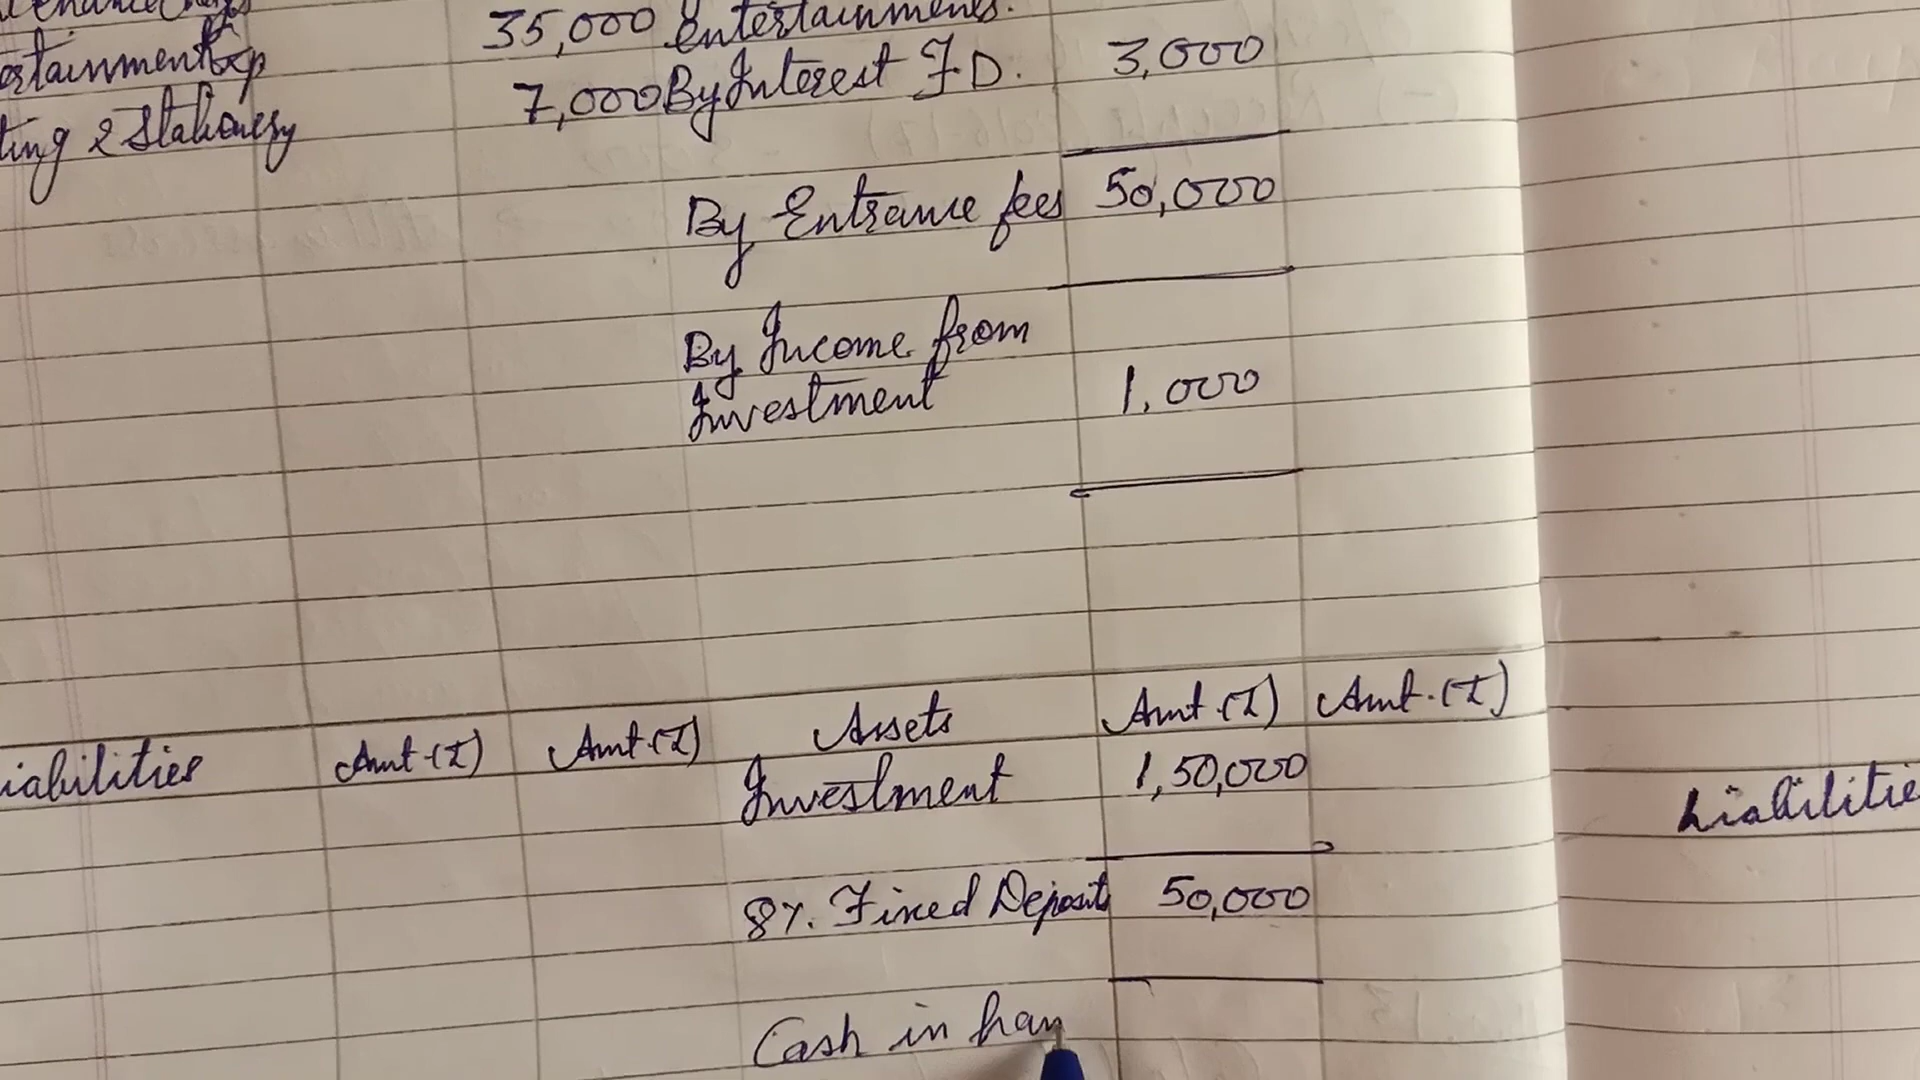 35,000 entertainments.
7,000 By Interest F.D. 3,000
ting & Stationery
By Entrance fees 50,000
By Income from
Investment 1,000
iabilities Amt.(₹) Amt.(₹) Assets Amt.(₹) Amt.(₹)
Investment 1,50,000
Liabilitie
8%. Fixed Deposit 50,000
Cash in han